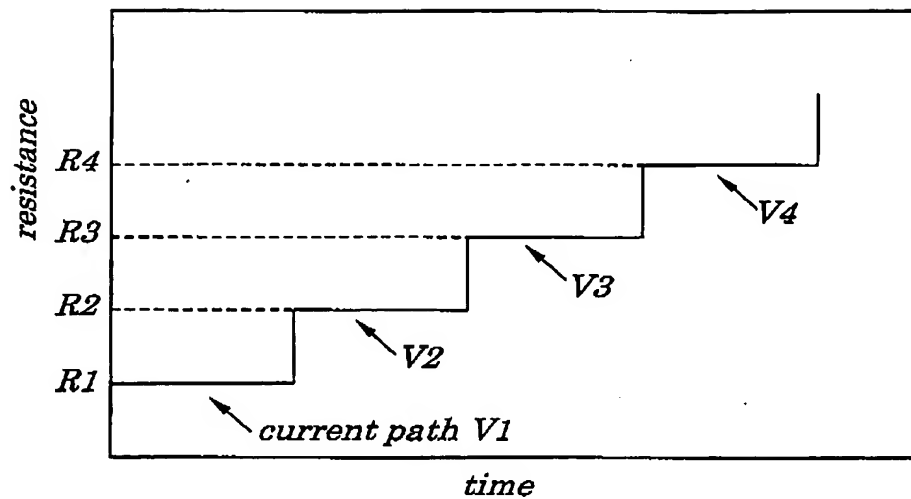 resistance
R4
R3
R2
R1
V4
V3
V2
current path V1
time